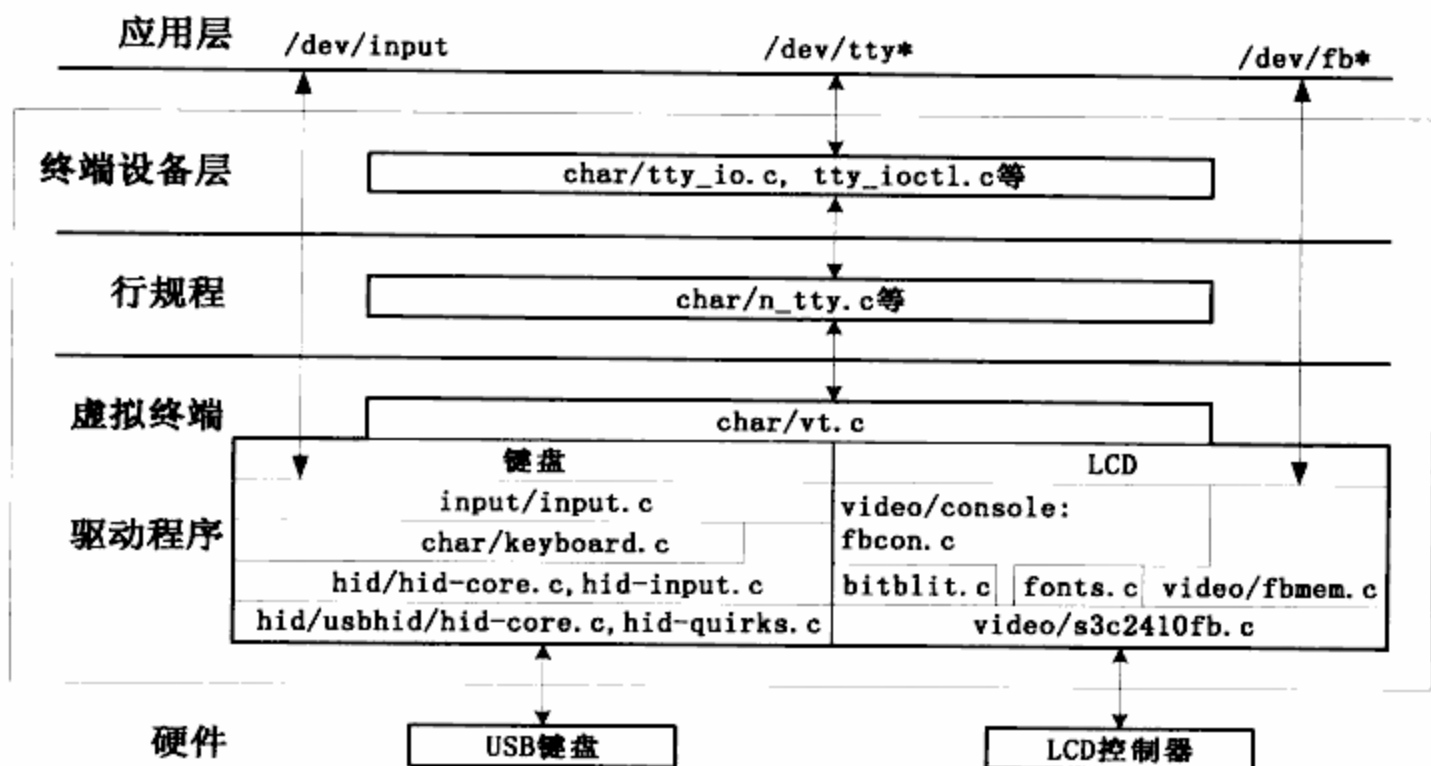 应用层 /dev/input /dev/tty* /dev/fb*
终端设备层 char/tty_io.c, tty_ioctl.c等
行规程 char/n_tty.c等
虚拟终端 char/vt.c
键盘 LCD
驱动程序
input/input.c
char/keyboard.c
hid/hid-core.c,hid-input.c
hid/usbhid/hid-core.c,hid-quirks.c
video/console:
fbcon.c
bitblit.c fonts.c video/fbmem.c
video/s3c2410fb.c
硬件 USB键盘 LCD控制器